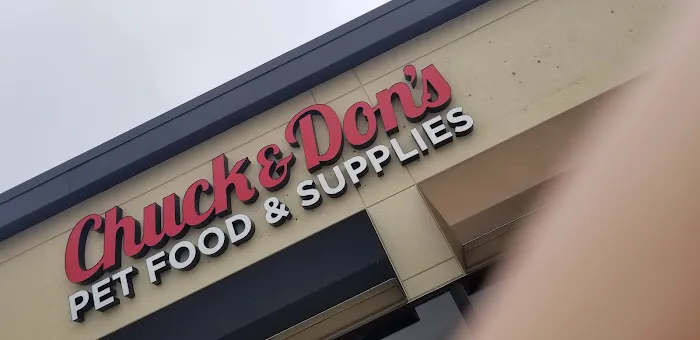 Chuck & Don's
PET FOOD & SUPPLIES